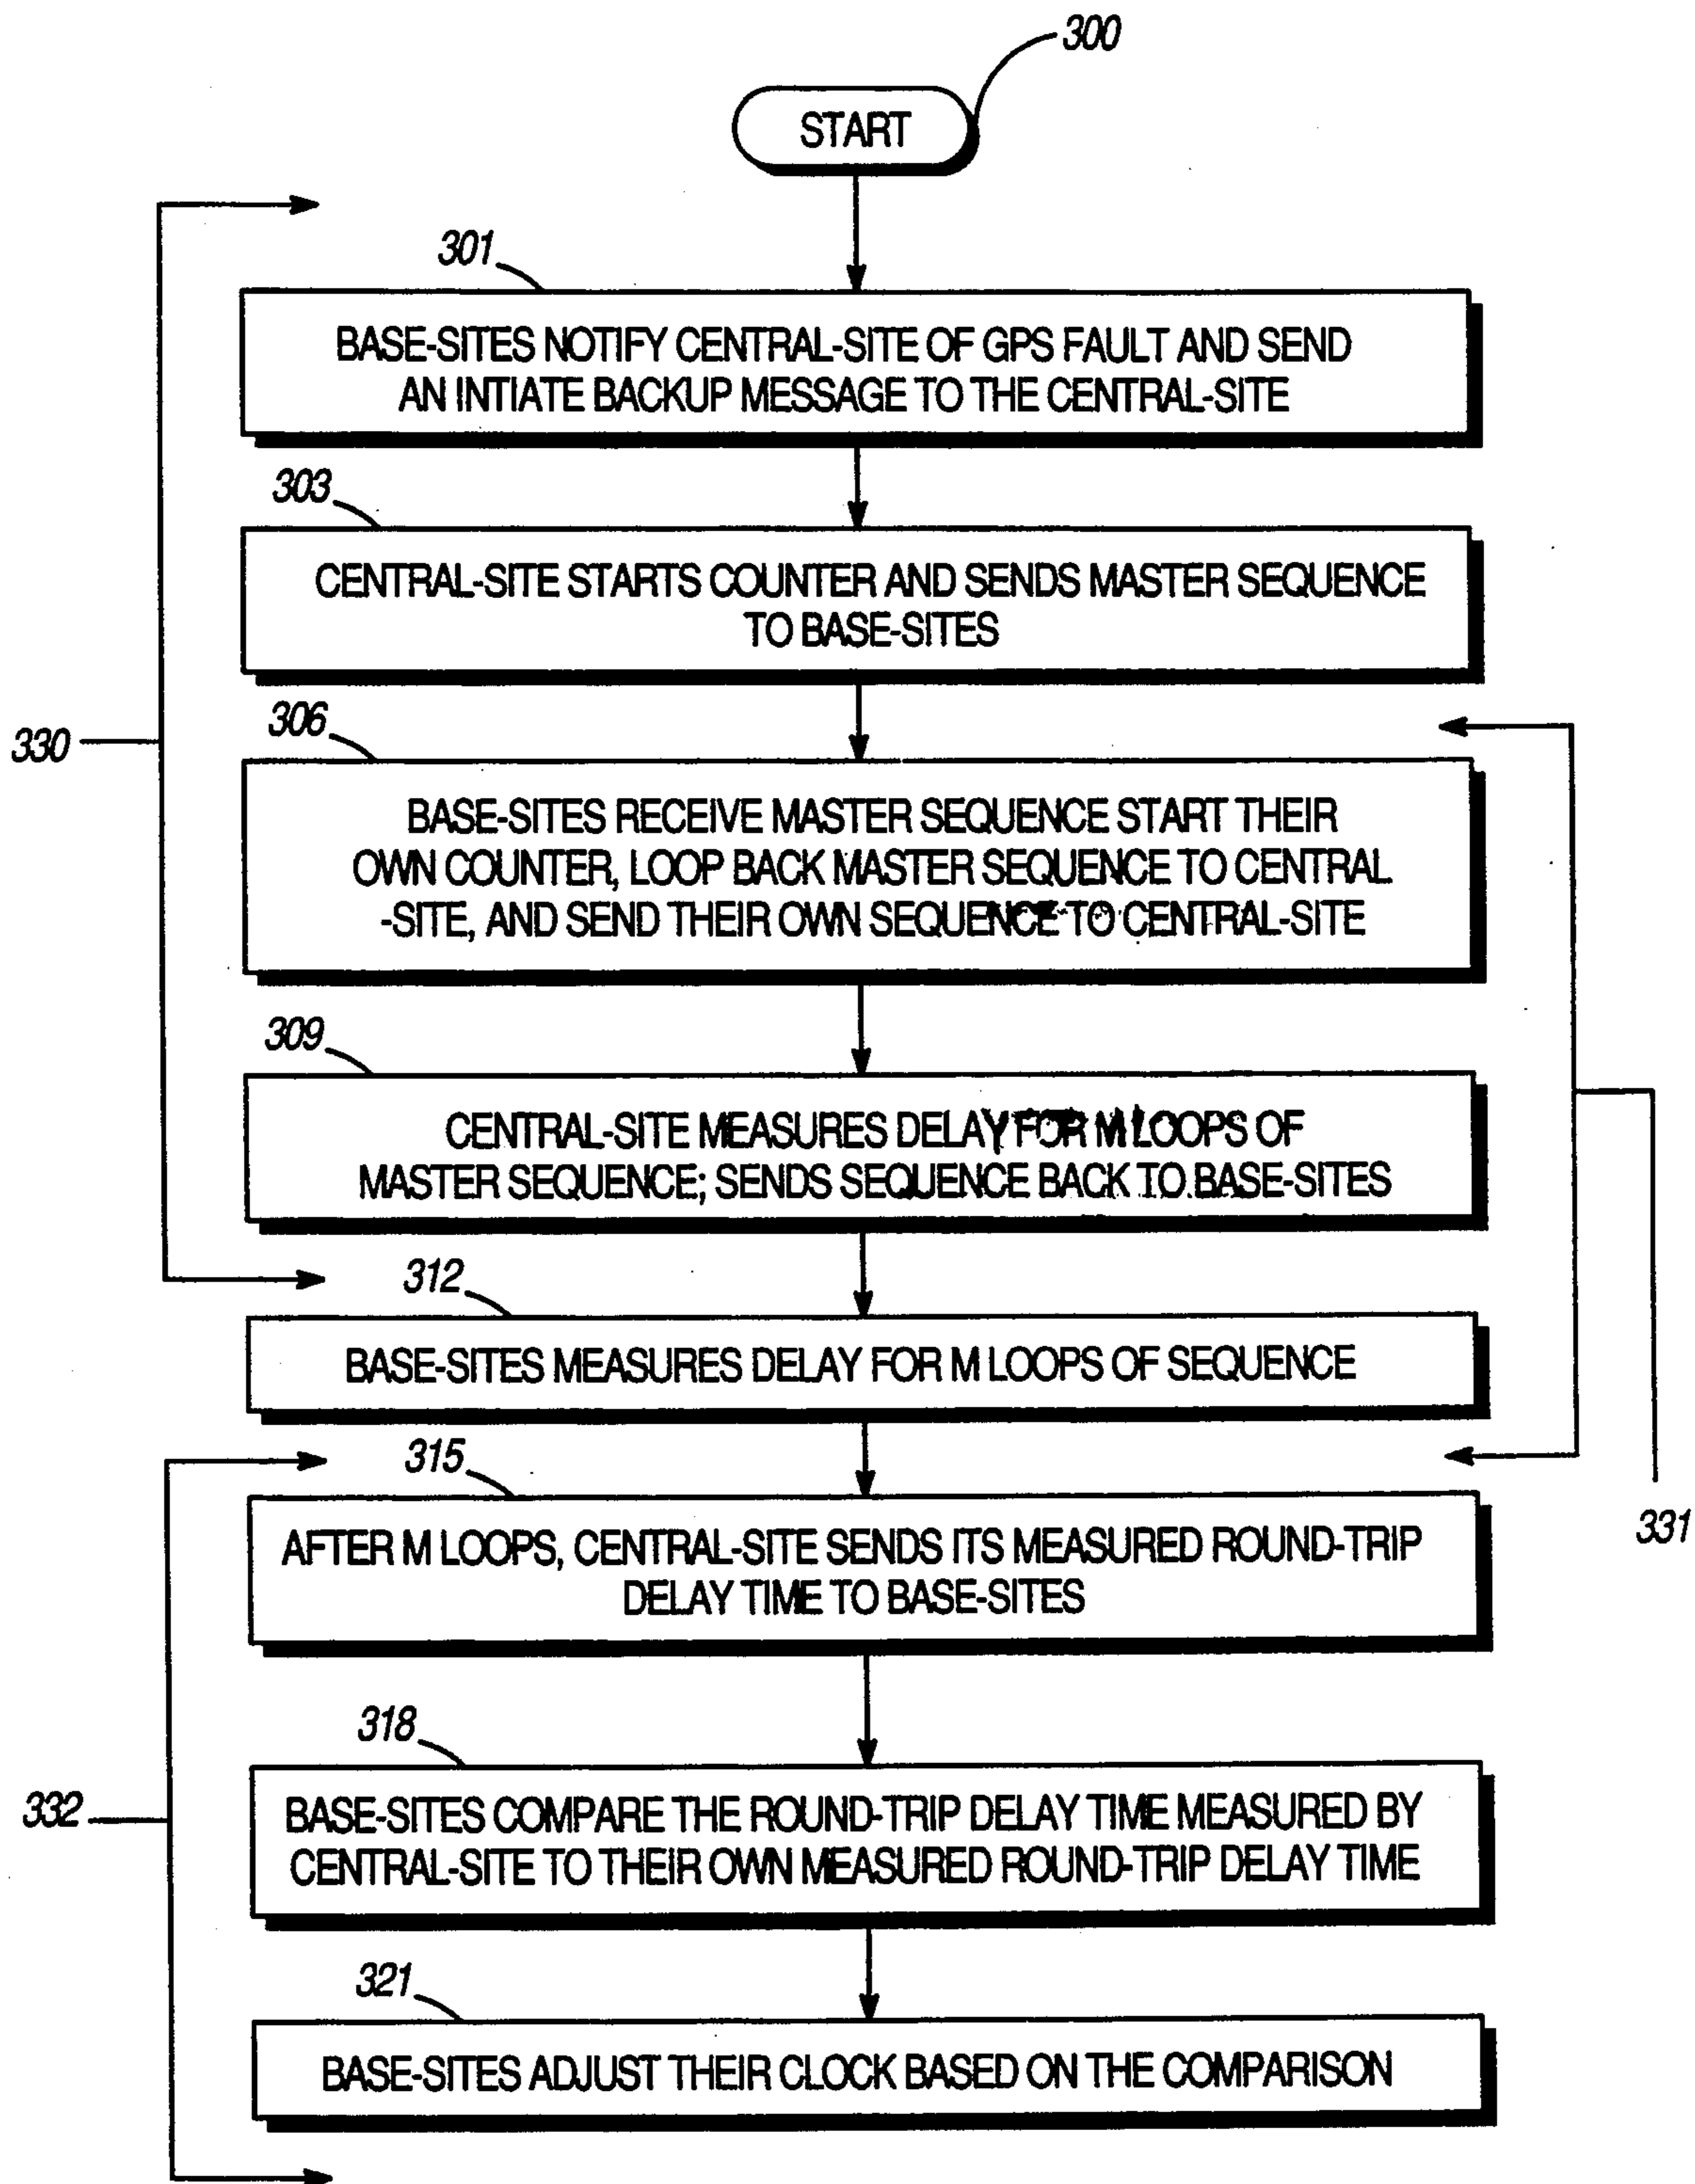 300
START
301
BASE-SITES NOTIFY CENTRAL-SITE OF GPS FAULT AND SEND
AN INTIATE BACKUP MESSAGE TO THE CENTRAL-SITE
303
CENTRAL-SITE STARTS COUNTER AND SENDS MASTER SEQUENCE
TO BASE-SITES
330
306
BASE-SITES RECEIVE MASTER SEQUENCE START THEIR
OWN COUNTER, LOOP BACK MASTER SEQUENCE TO CENTRAL
-SITE, AND SEND THEIR OWN SEQUENCE TO CENTRAL-SITE
309
CENTRAL-SITE MEASURES DELAY FOR M LOOPS OF
MASTER SEQUENCE; SENDS SEQUENCE BACK TO BASE-SITES
312
BASE-SITES MEASURES DELAY FOR M LOOPS OF SEQUENCE
315
AFTER M LOOPS, CENTRAL-SITE SENDS ITS MEASURED ROUND-TRIP
DELAY TIME TO BASE-SITES
331
318
332
BASE-SITES COMPARE THE ROUND-TRIP DELAY TIME MEASURED BY
CENTRAL-SITE TO THEIR OWN MEASURED ROUND-TRIP DELAY TIME
321
BASE-SITES ADJUST THEIR CLOCK BASED ON THE COMPARISON